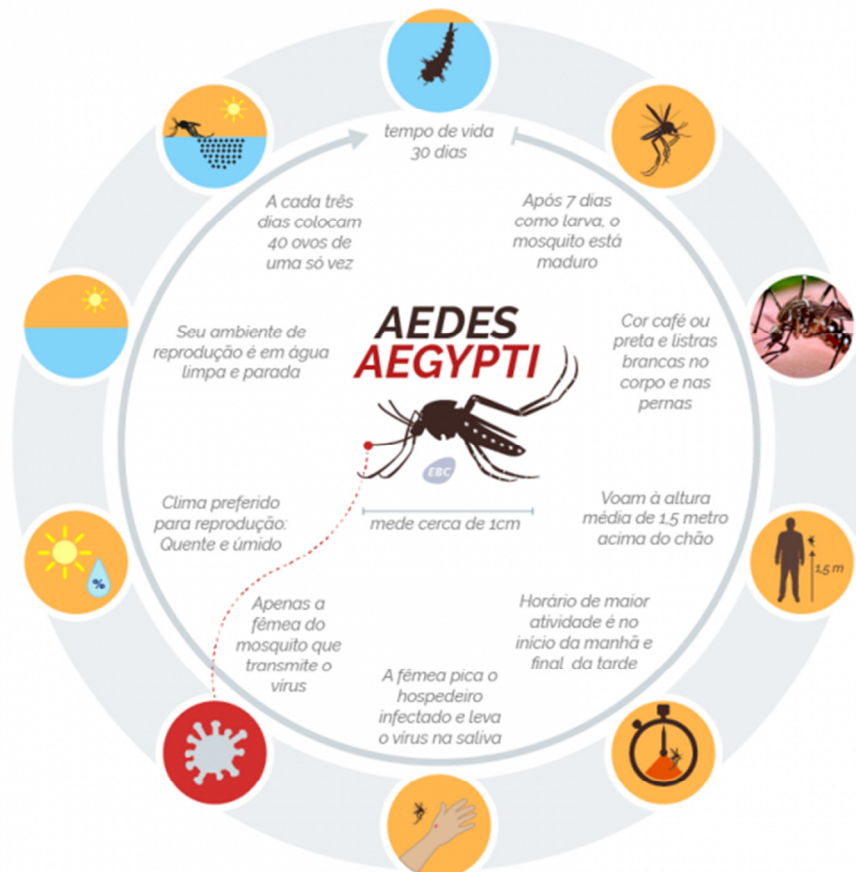 tempo de vida
30 dias
Após 7 dias
como larva, o
mosquito está
maduro
Cor café ou
preta e listras
brancas no
corpo e nas
pernas
Voam à altura
média de 1,5 metro
acima do chão
1,5 m
Horário de maior
atividade é no
início da manhã e
final da tarde
A fêmea pica o
hospedeiro
infectado e leva
o vírus na saliva
Apenas a
fêmea do
mosquito que
transmite o
vírus
Clima preferido
para reprodução:
Quente e úmido
%
Seu ambiente de
reprodução é em água
limpa e parada
A cada três
dias colocam
40 ovos de
uma só vez
AEDES
AEGYPTI
EBC
mede cerca de 1cm